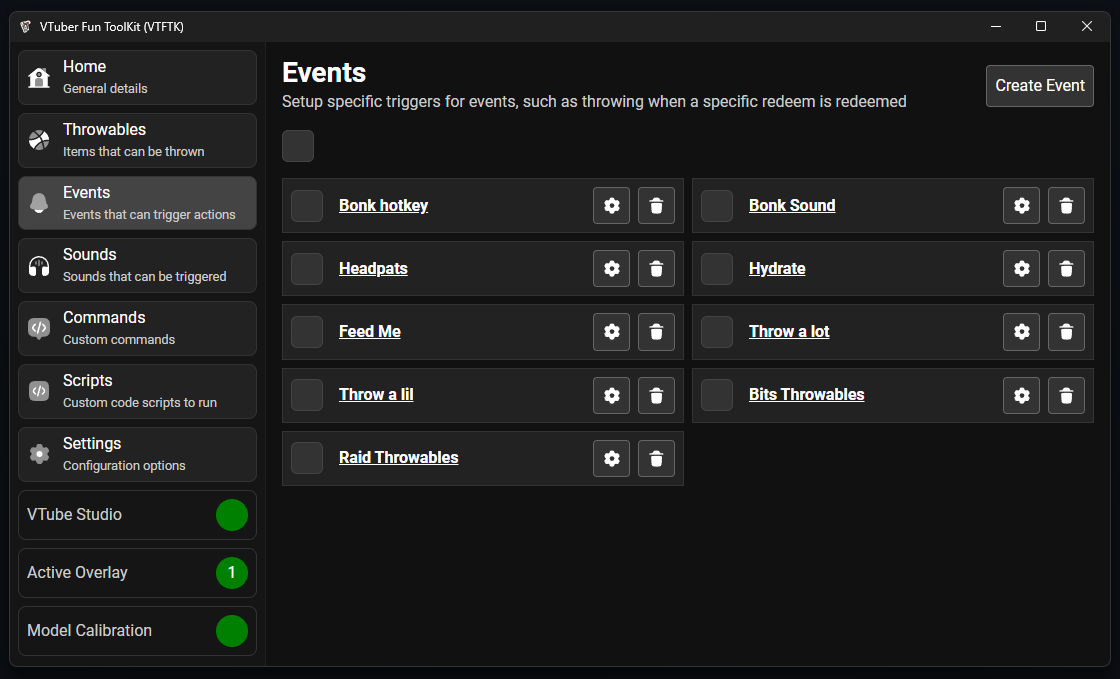 VTuber Fun ToolKit (VTFTK)
Home
General details
Throwables
Items that can be thrown
Events
Events that can trigger actions
Sounds
Sounds that can be triggered
Commands
Custom commands
Scripts
Custom code scripts to run
Settings
Configuration options
VTube Studio
Active Overlay 1
Model Calibration
Events
Setup specific triggers for events, such as throwing when a specific redeem is redeemed
Create Event
Bonk hotkey
Bonk Sound
Headpats
Hydrate
Feed Me
Throw a lot
Throw a lil
Bits Throwables
Raid Throwables